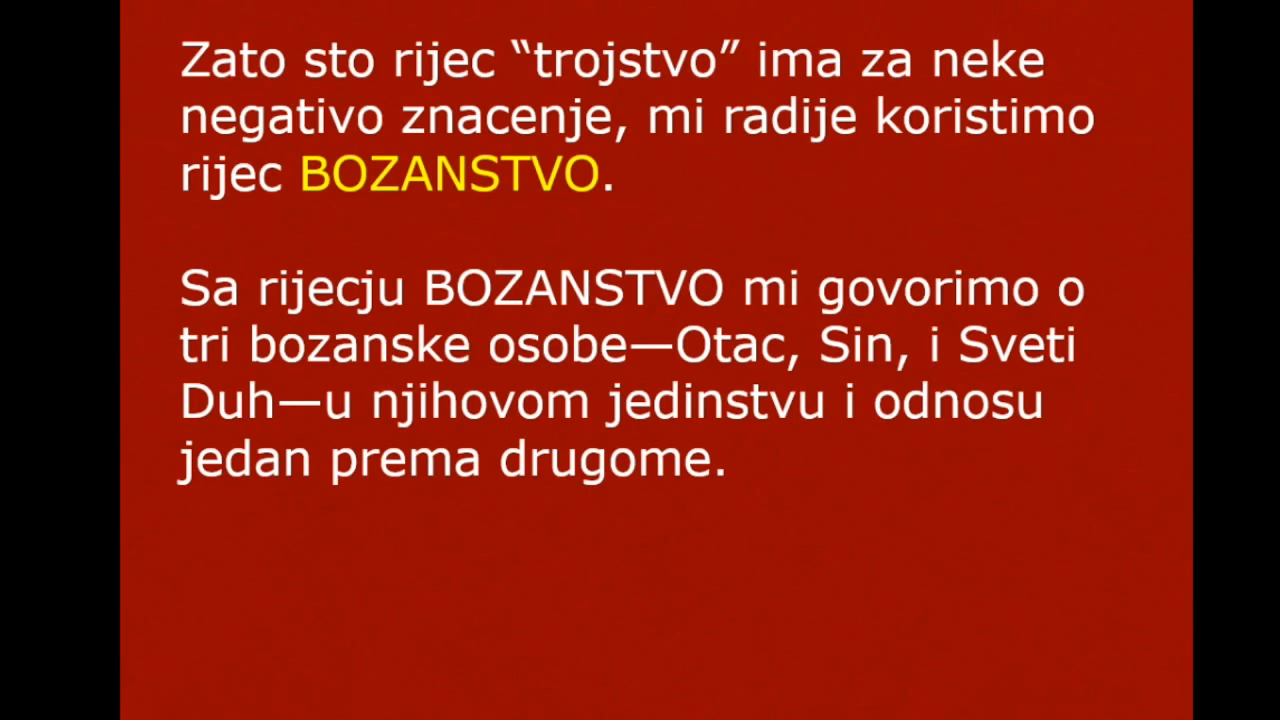 Zato sto rijec “trojstvo” ima za neke
negativo znacenje, mi radije koristimo
rijec BOZANSTVO.
Sa rijecju BOZANSTVO mi govorimo o
tri bozanske osobe—Otac, Sin, i Sveti
Duh—u njihovom jedinstvu i odnosu
jedan prema drugome.